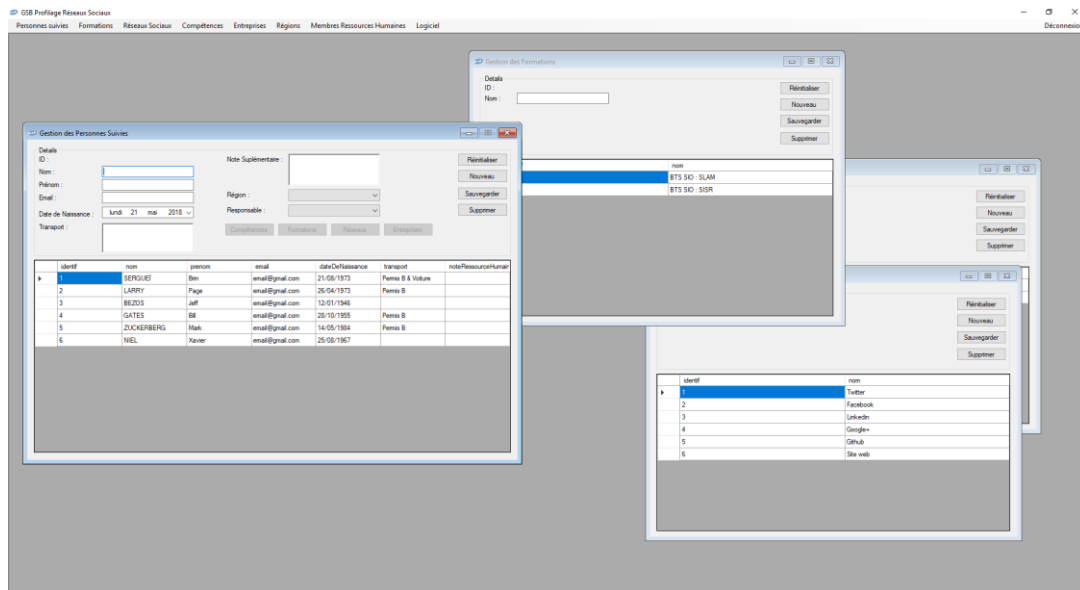 GSB Profilage Réseaux Sociaux
Personnes suivies Formations Réseaux Sociaux Compétences Entreprises Régions Membres Ressources Humaines Logiciel Déconnexio
Gestion des Formations
Details
ID :
Nom :
Réinitialiser
Nouveau
Sauvegarder
Supprimer
nom
BTS SIO : SLAM
BTS SIO : SISR
Gestion des Personnes Suivies
Details
ID :
Nom :
Prénom :
Email :
Date de Naissance : lundi 21 mai 2018
Transport :
Note Suplémentaire :
Région :
Responsable :
Compétences Formations Réseaux Entreprises
Réinitialiser
Nouveau
Sauvegarder
Supprimer
identif nom prenom email dateDeNaissance transport noteRessourceHumain
1 SERGUEÏ Brin email@gmail.com 21/08/1973 Permis B & Voiture
2 LARRY Page email@gmail.com 26/04/1973 Permis B
3 BEZOS Jeff email@gmail.com 12/01/1946
4 GATES Bill email@gmail.com 28/10/1955 Permis B
5 ZUCKERBERG Mark email@gmail.com 14/05/1984 Permis B
6 NIEL Xavier email@gmail.com 25/08/1967
Réinitialiser
Nouveau
Sauvegarder
Supprimer
Réinitialiser
Nouveau
Sauvegarder
Supprimer
identif nom
1 Twitter
2 Facebook
3 Linkedin
4 Google+
5 Github
6 Site web